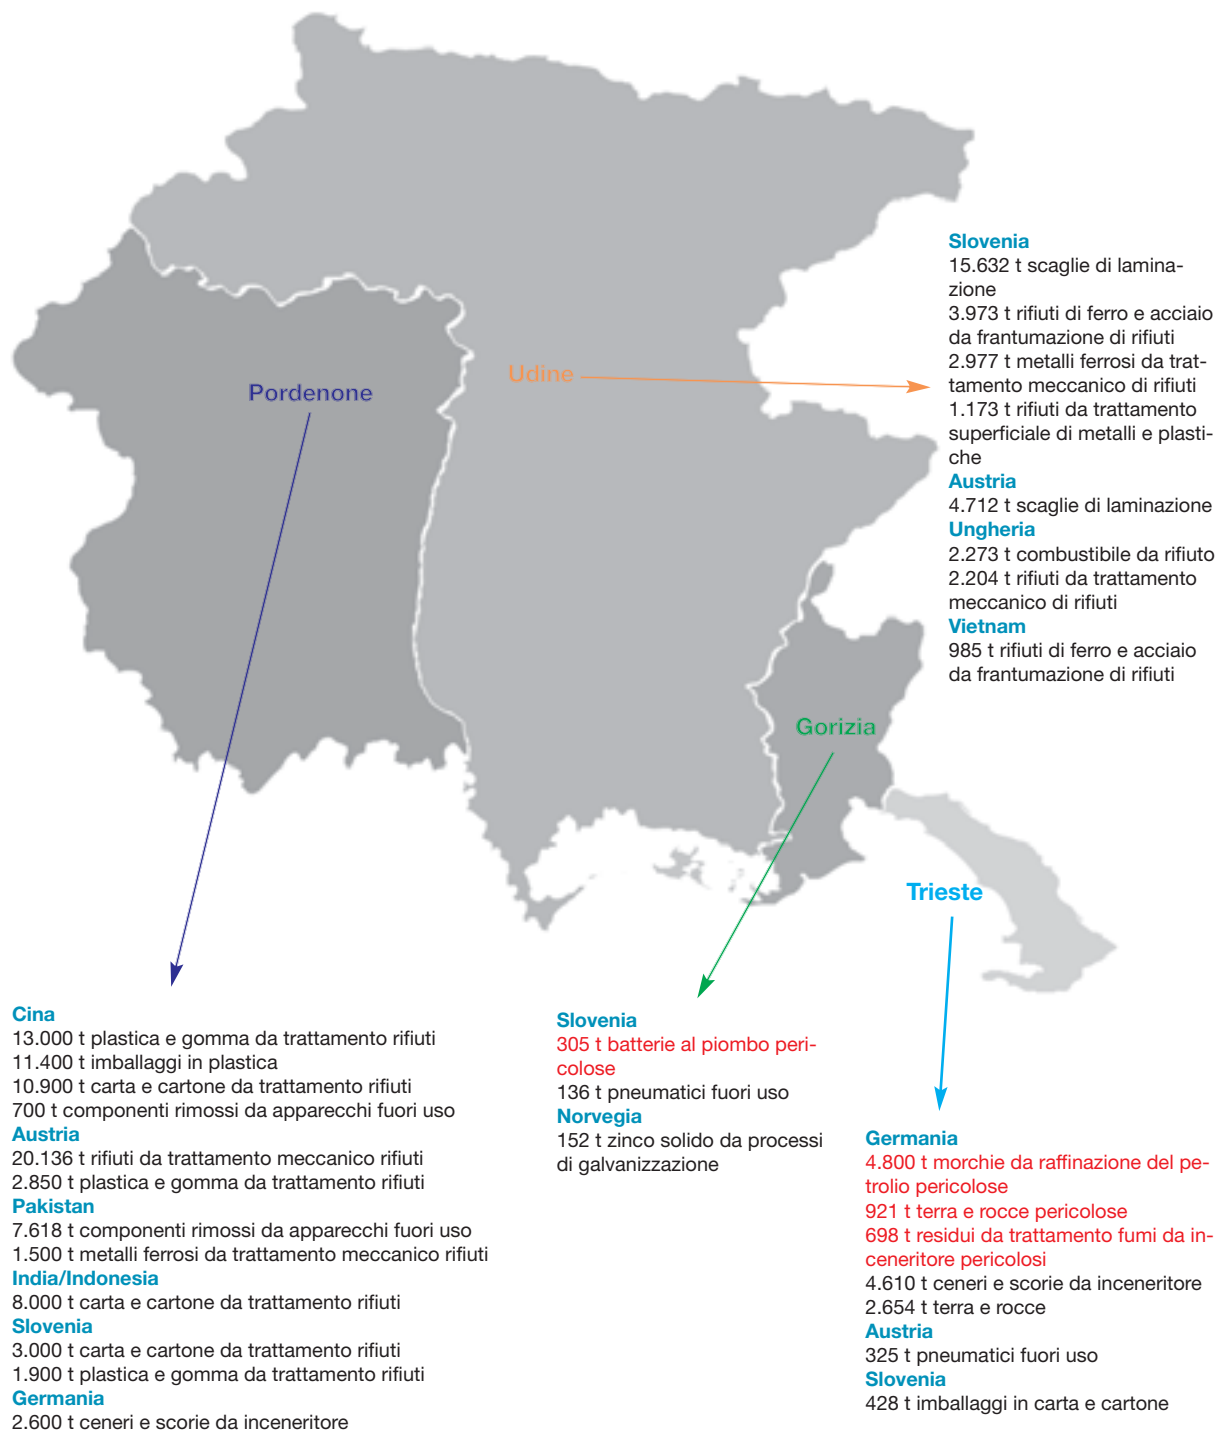 Pordenone
Udine
Gorizia
Trieste
Slovenia
15.632 t scaglie di lamina-
zione
3.973 t rifiuti di ferro e acciaio
da frantumazione di rifiuti
2.977 t metalli ferrosi da trat-
tamento meccanico di rifiuti
1.173 t rifiuti da trattamento
superficiale di metalli e plasti-
che
Austria
4.712 t scaglie di laminazione
Ungheria
2.273 t combustibile da rifiuto
2.204 t rifiuti da trattamento
meccanico di rifiuti
Vietnam
985 t rifiuti di ferro e acciaio
da frantumazione di rifiuti
Cina
13.000 t plastica e gomma da trattamento rifiuti
11.400 t imballaggi in plastica
10.900 t carta e cartone da trattamento rifiuti
700 t componenti rimossi da apparecchi fuori uso
Austria
20.136 t rifiuti da trattamento meccanico rifiuti
2.850 t plastica e gomma da trattamento rifiuti
Pakistan
7.618 t componenti rimossi da apparecchi fuori uso
1.500 t metalli ferrosi da trattamento meccanico rifiuti
India/Indonesia
8.000 t carta e cartone da trattamento rifiuti
Slovenia
3.000 t carta e cartone da trattamento rifiuti
1.900 t plastica e gomma da trattamento rifiuti
Germania
2.600 t ceneri e scorie da inceneritore
Slovenia
305 t batterie al piombo peri-
colose
136 t pneumatici fuori uso
Norvegia
152 t zinco solido da processi
di galvanizzazione
Germania
4.800 t morchie da raffinazione del pe-
trolio pericolose
921 t terra e rocce pericolose
698 t residui da trattamento fumi da in-
ceneritore pericolosi
4.610 t ceneri e scorie da inceneritore
2.654 t terra e rocce
Austria
325 t pneumatici fuori uso
Slovenia
428 t imballaggi in carta e cartone